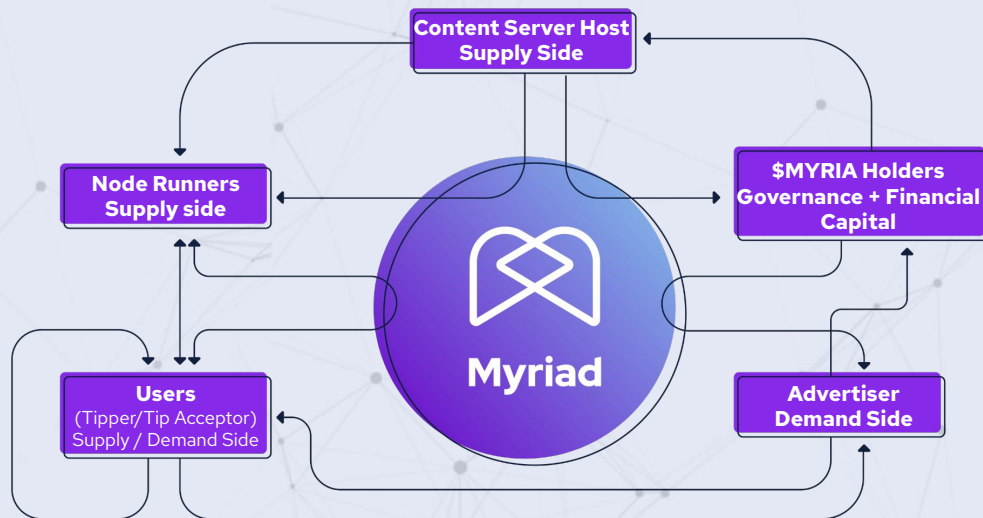 Content Server Host
Supply Side
Node Runners
Supply side
$MYRIA Holders
Governance + Financial
Capital
Myriad
Users
(Tipper/Tip Acceptor)
Supply / Demand Side
Advertiser
Demand Side